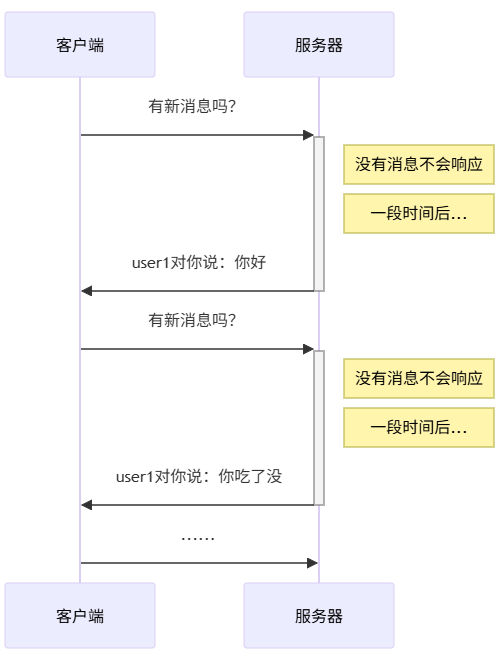 客户端
服务器
有新消息吗？
没有消息不会响应
一段时间后...
user1对你说：你好
有新消息吗？
没有消息不会响应
一段时间后...
user1对你说：你吃了没
......
客户端
服务器